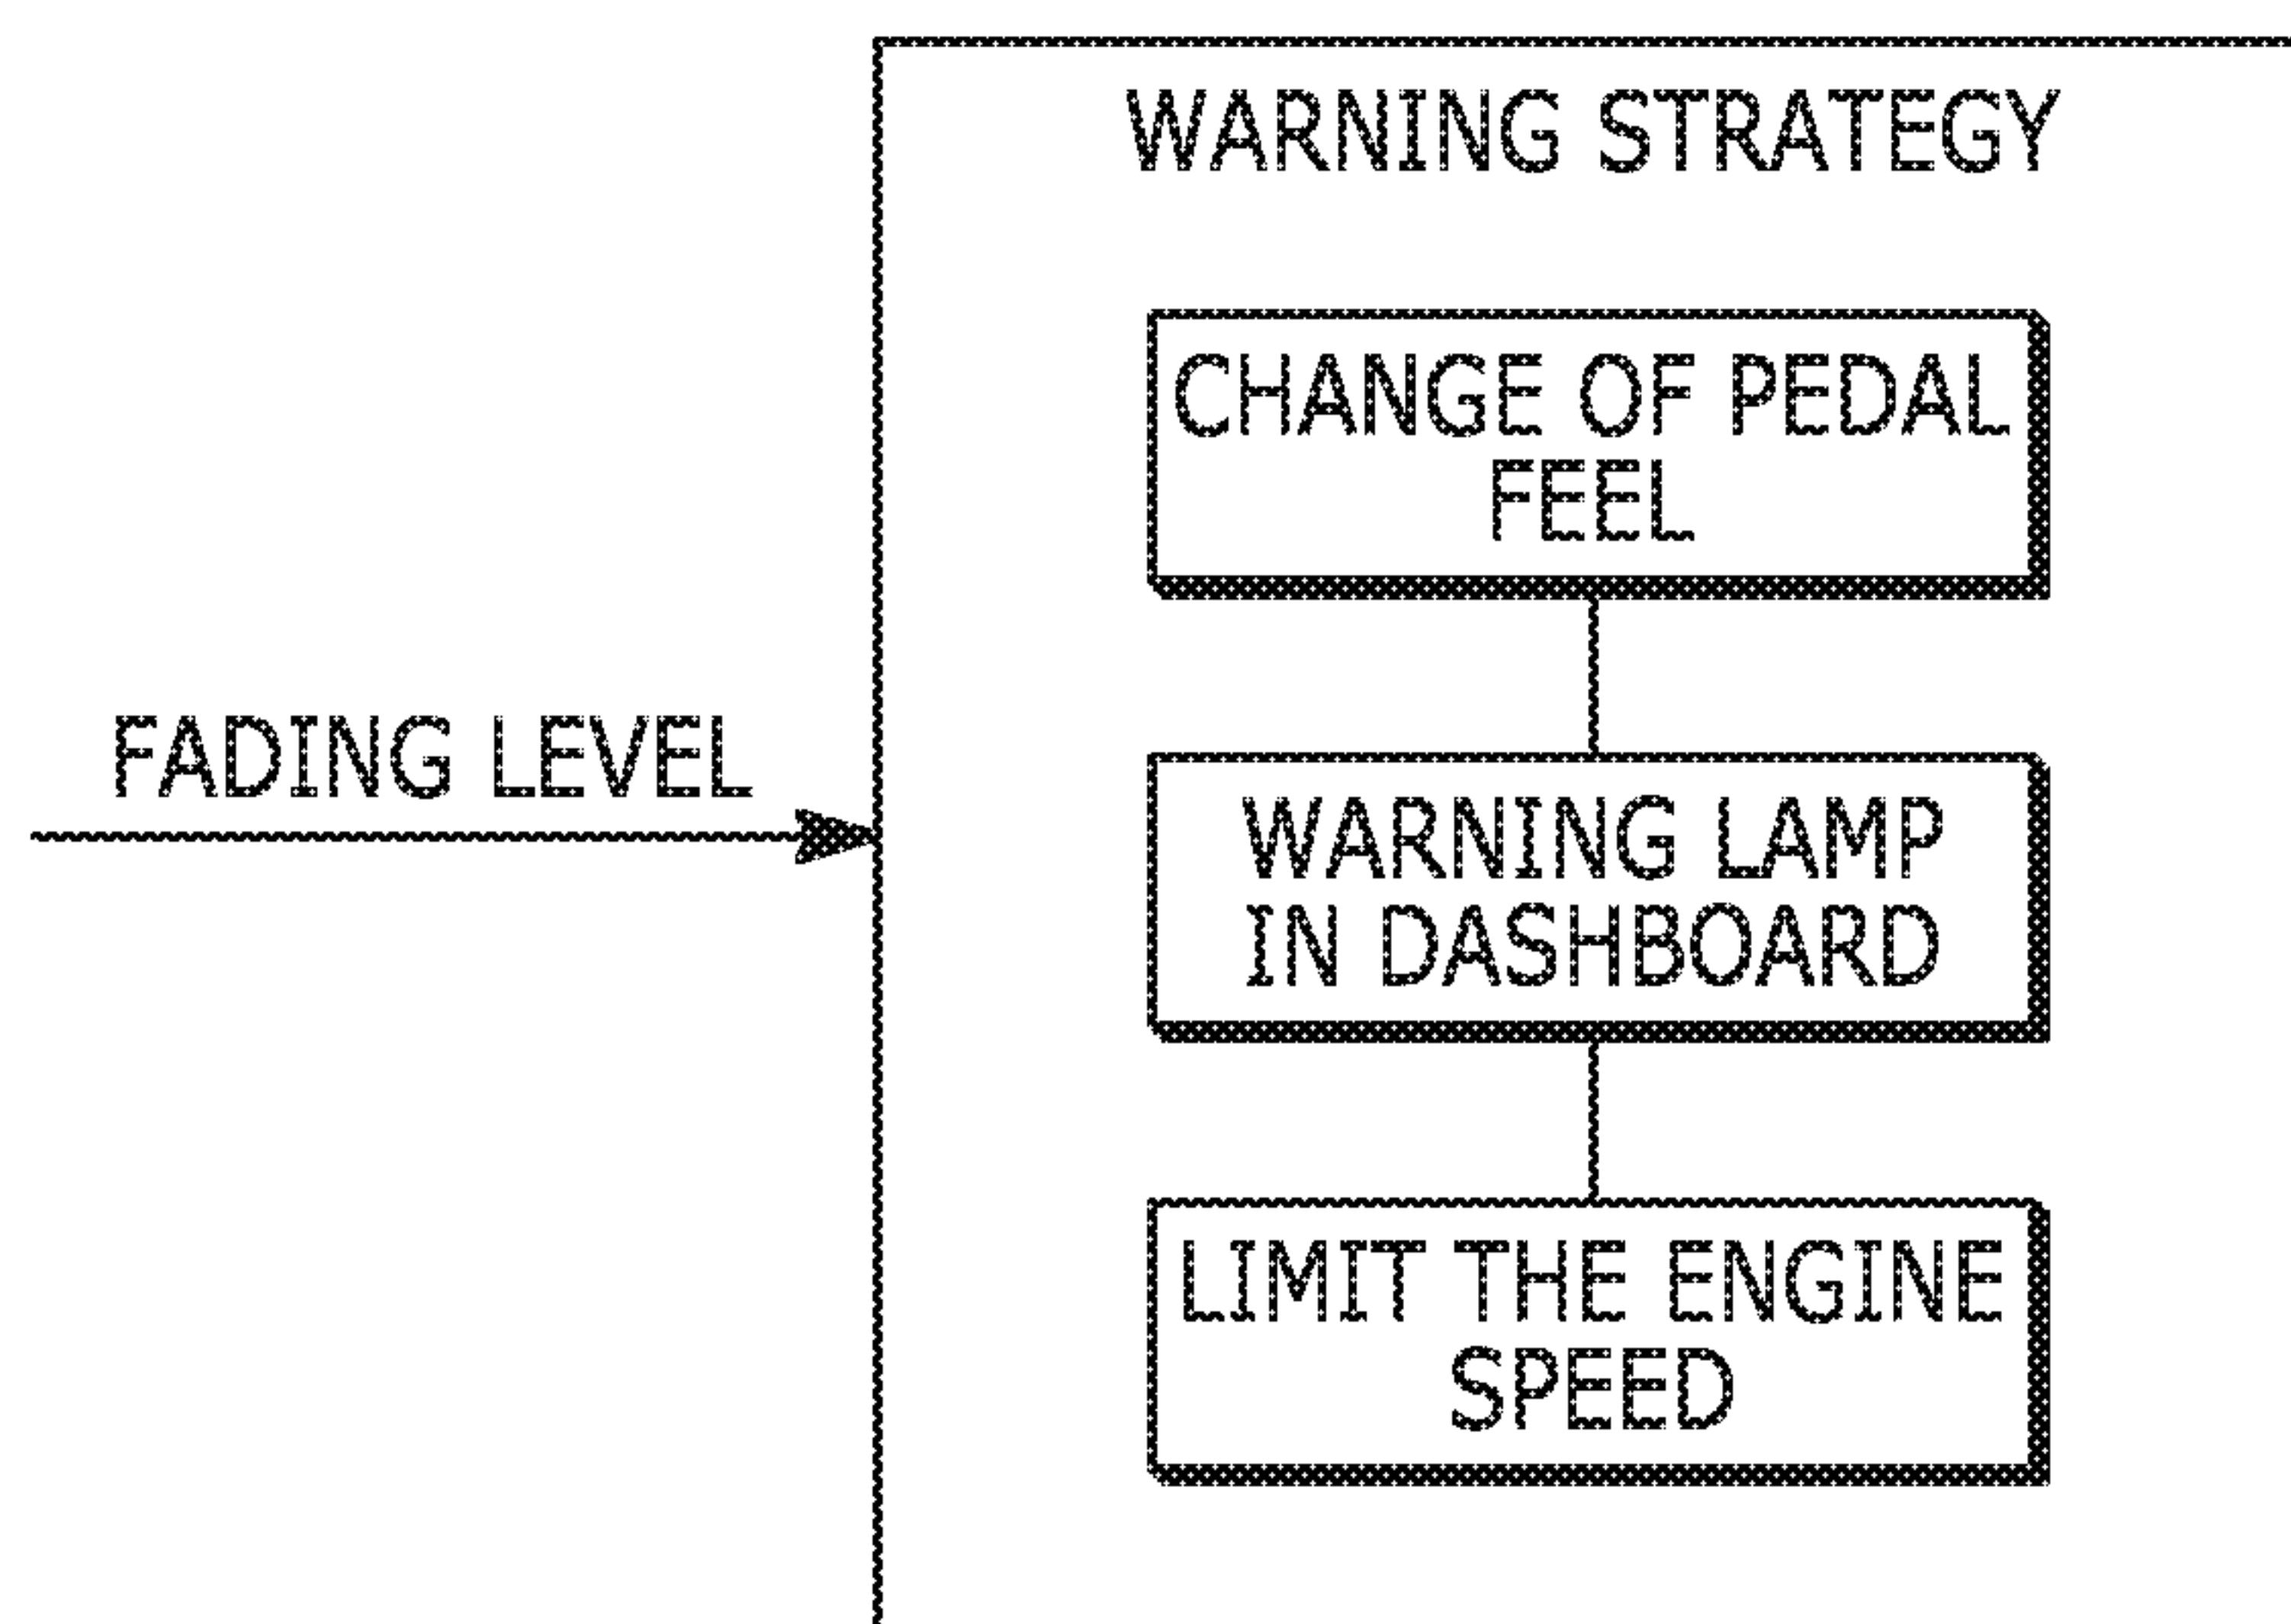 WARNING STRATEGY
CHANGE OF PEDAL
FEEL
FADING LEVEL
WARNING LAMP
IN DASHBOARD
LIMIT THE ENGINE
SPEED